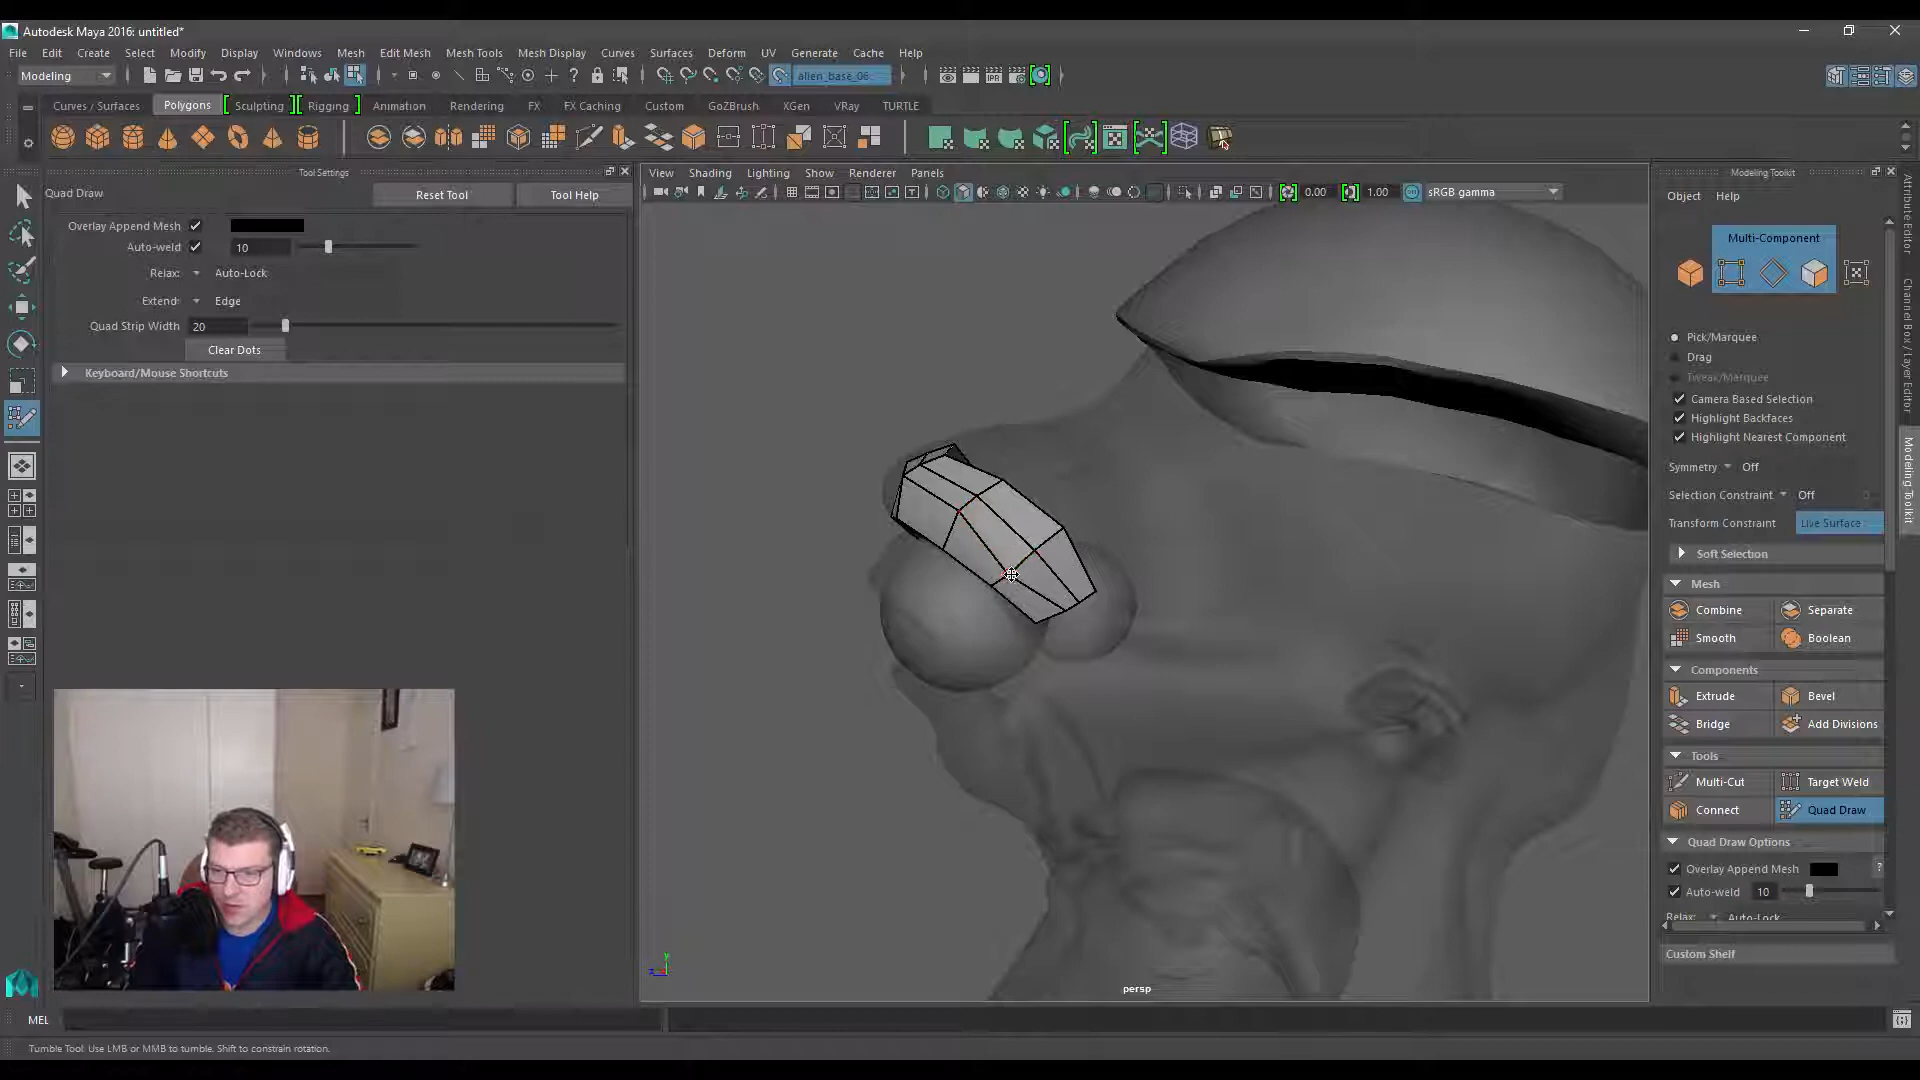 Autodesk Maya 2016: untitled*
File Edit Create Select Modify Display Windows Mesh Edit Mesh Mesh Tools Mesh Display Curves Surfaces Deform UV Generate Cache Help
Modeling alien_base_06
Curves / Surfaces Polygons Sculpting Rigging Animation Rendering FX FX Caching Custom GoZBrush XGen VRay TURTLE
Tool Settings
Quad Draw Reset Tool Tool Help
Overlay Append Mesh
Auto-weld 10
Relax: Auto-Lock
Extend: Edge
Quad Strip Width 20
Clear Dots
Keyboard/Mouse Shortcuts
View Shading Lighting Show Renderer Panels
0.00 1.00 sRGB gamma
persp
y
z
Modeling Toolkit
Object Help
Multi-Component
Pick/Marquee
Drag
Tweak/Marquee
Camera Based Selection
Highlight Backfaces
Highlight Nearest Component
Symmetry Off
Selection Constraint Off
Transform Constraint Live Surface
Soft Selection
Mesh
Combine Separate
Smooth Boolean
Components
Extrude Bevel
Bridge Add Divisions
Tools
Multi-Cut Target Weld
Connect Quad Draw
Quad Draw Options
Overlay Append Mesh ?
Auto-weld 10
Relax: Auto-Lock
Custom Shelf
Attribute Editor
Channel Box / Layer Editor
Modeling Toolkit
MEL
Tumble Tool: Use LMB or MMB to tumble. Shift to constrain rotation.